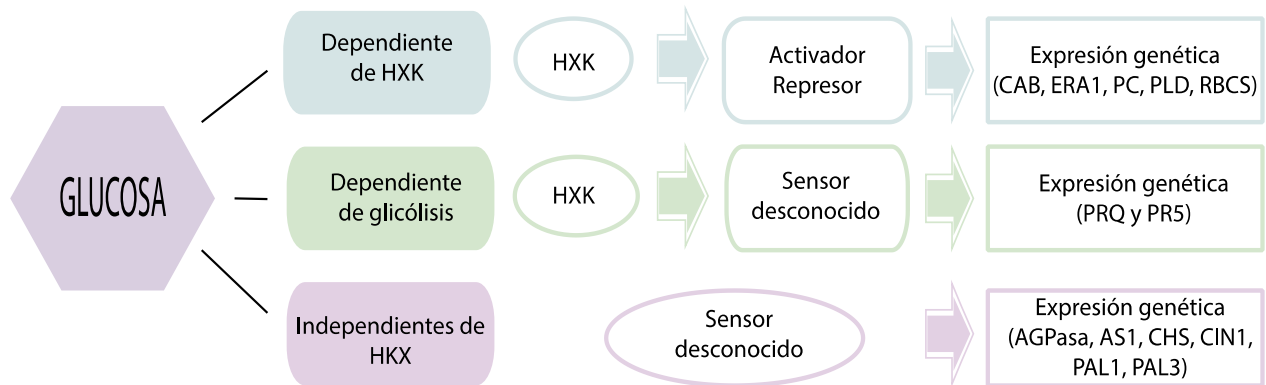 GLUCOSA
Dependiente
de HXK
HXK
Activador
Represor
Expresión genética
(CAB, ERA1, PC, PLD, RBCS)
Dependiente
de glicólisis
HXK
Sensor
desconocido
Expresión genética
(PRQ y PR5)
Independientes de
HKX
Sensor
desconocido
Expresión genética
(AGPasa, AS1, CHS, CIN1,
PAL1, PAL3)